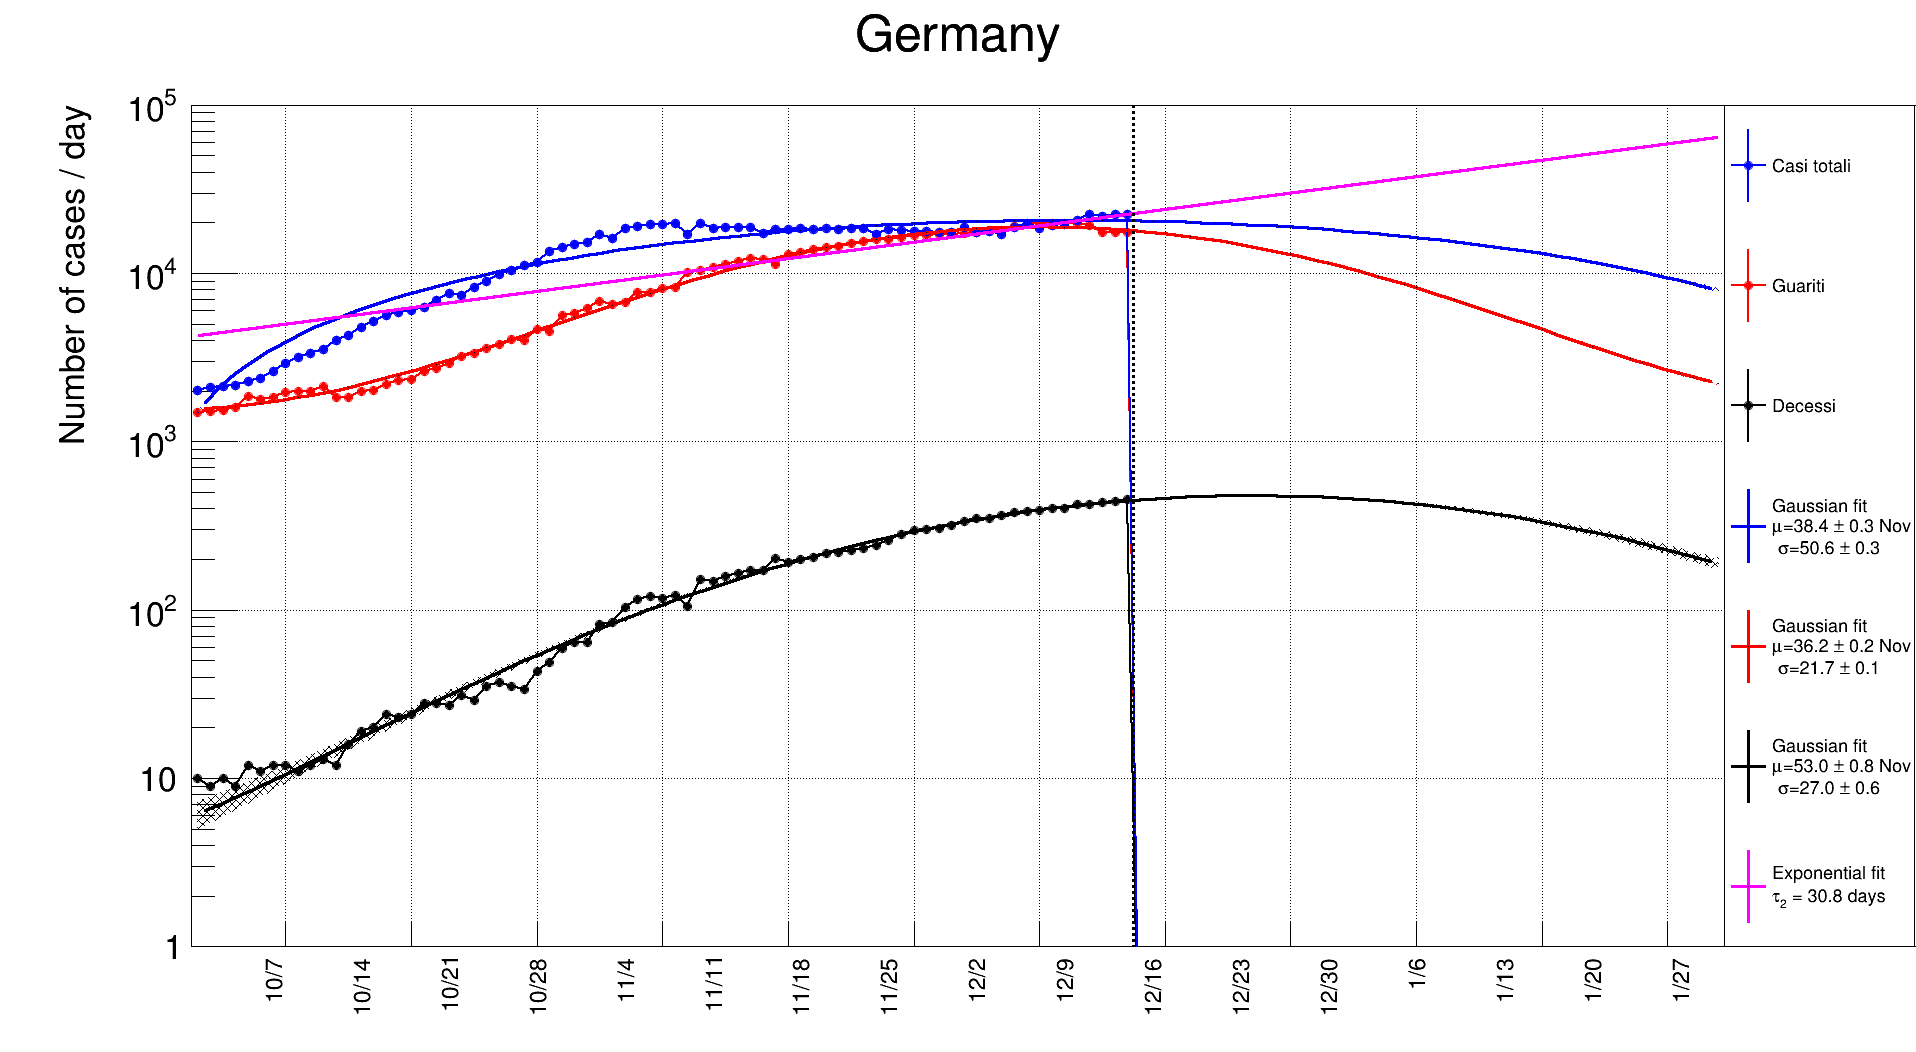 Germany
Number of cases / day
10^5
10^4
10^3
10^2
10
1
10/7
10/14
10/21
10/28
11/4
11/11
11/18
11/25
12/2
12/9
12/16
12/23
12/30
1/6
1/13
1/20
1/27
Casi totali
Guariti
Decessi
Gaussian fit
μ=38.4 ± 0.3 Nov
σ=50.6 ± 0.3
Gaussian fit
μ=36.2 ± 0.2 Nov
σ=21.7 ± 0.1
Gaussian fit
μ=53.0 ± 0.8 Nov
σ=27.0 ± 0.6
Exponential fit
τ₂ = 30.8 days